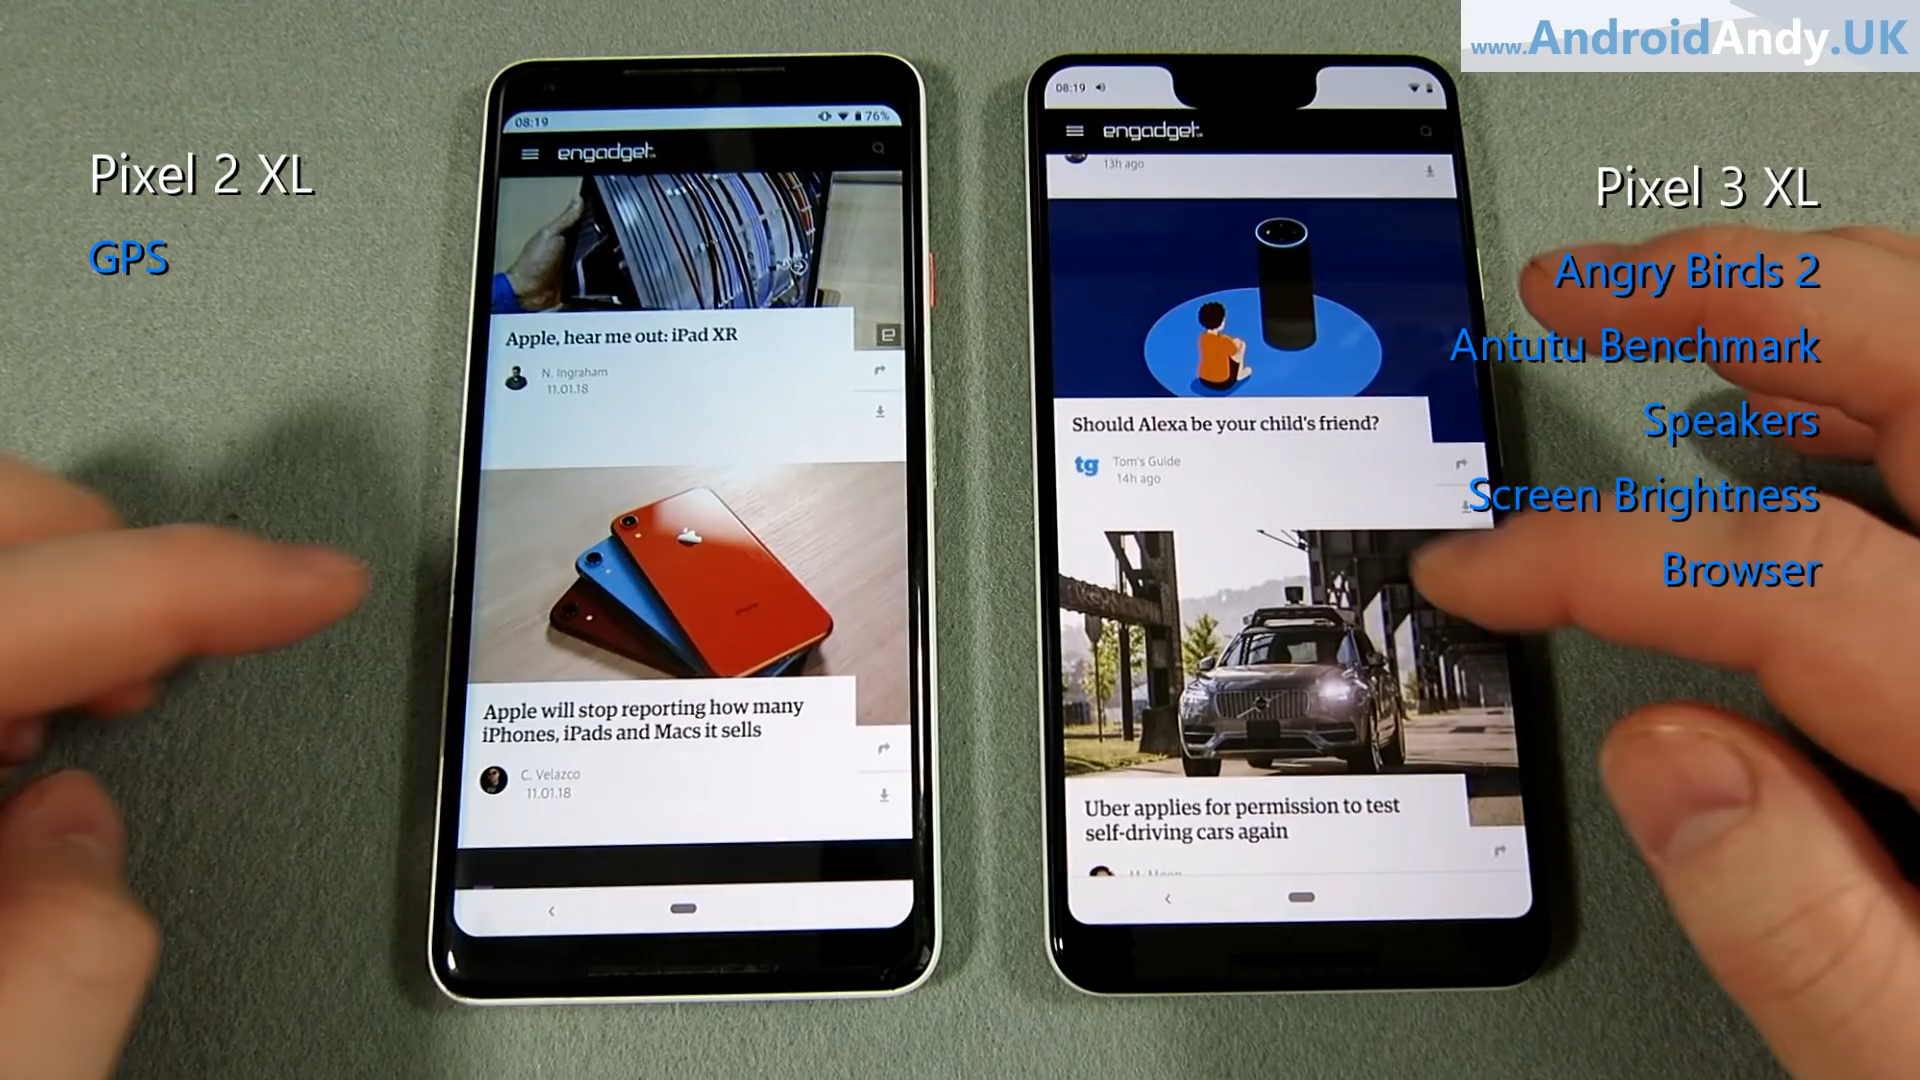 www.AndroidAndy.UK
Pixel 2 XL
GPS
08:19
76%
engadget
Apple, hear me out: iPad XR
N. Ingraham
11.01.18
Apple will stop reporting how many
iPhones, iPads and Macs it sells
C. Velazco
11.01.18
08:19
engadget
13h ago
Should Alexa be your child's friend?
tg
Tom's Guide
14h ago
Uber applies for permission to test
self-driving cars again
Pixel 3 XL
Angry Birds 2
Antutu Benchmark
Speakers
Screen Brightness
Browser